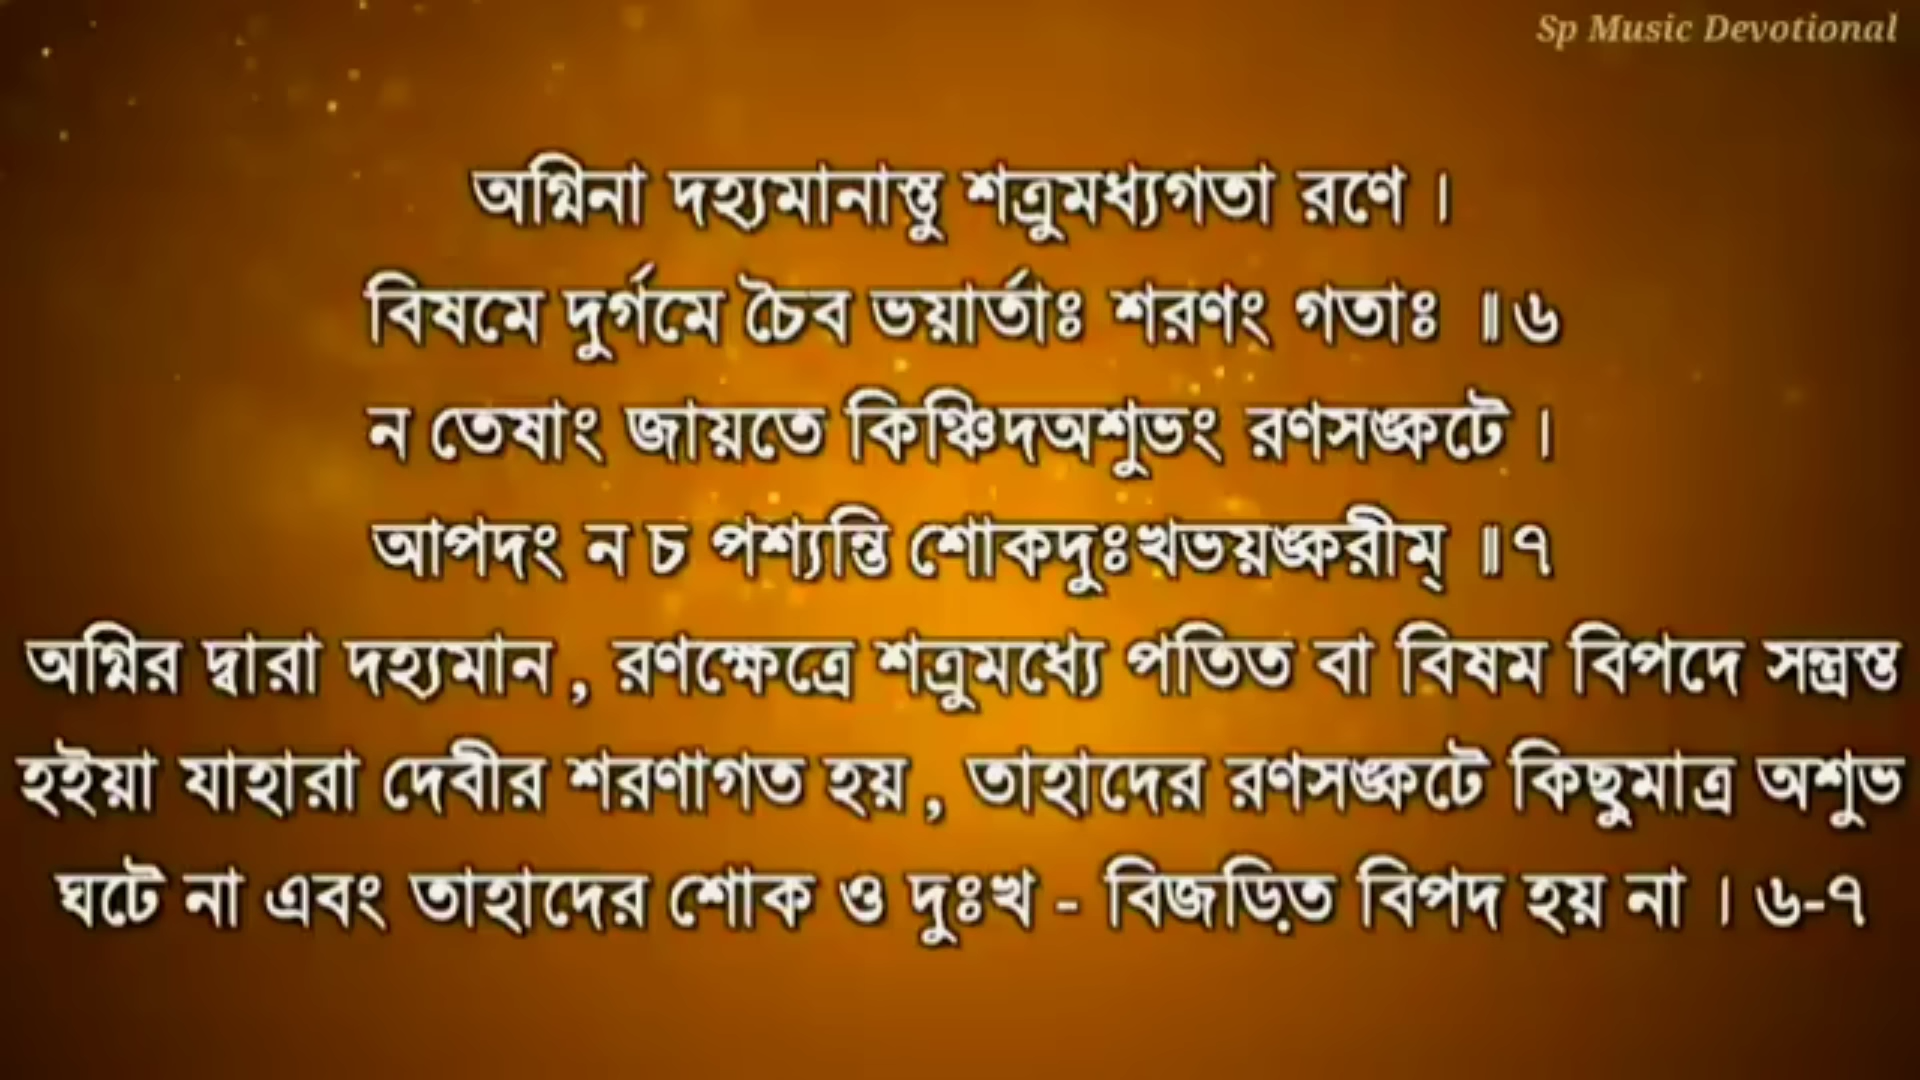 Sp Music Devotional
অগ্নিনা দহ্যমানাস্তু শত্রুমধ্যগতা রণে ।
বিষমে দুর্গমে চৈব ভয়ার্তাঃ শরণং গতাঃ ॥৬
ন তেষাং জায়তে কিঞ্চিদঅশুভং রণসঙ্কটে ।
আপদং ন চ পশ্যন্তি শোকদুঃখভয়ঙ্করীম্ ॥৭
অগ্নির দ্বারা দহ্যমান , রণক্ষেত্রে শত্রুমধ্যে পতিত বা বিষম বিপদে সন্ত্রস্ত
হইয়া যাহারা দেবীর শরণাগত হয় , তাহাদের রণসঙ্কটে কিছুমাত্র অশুভ
ঘটে না এবং তাহাদের শোক ও দুঃখ - বিজড়িত বিপদ হয় না । ৬-৭